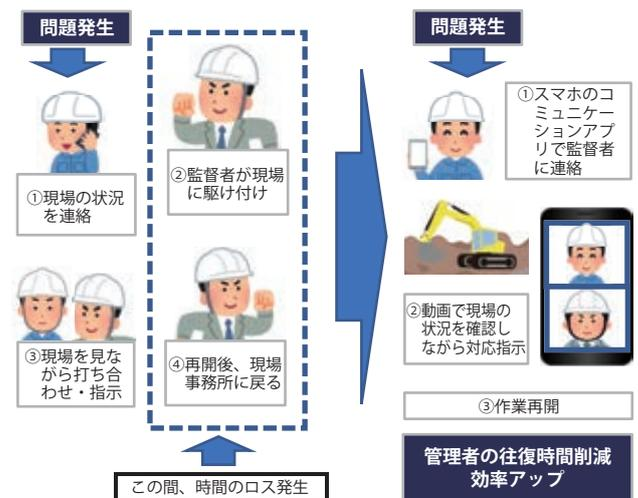 問題発生
①現場の状況
を連絡
②監督者が現場
に駆け付け
③現場を見な
がら打ち合
わせ・指示
④再開後、現場
事務所に戻る
この間、時間のロス発生
問題発生
①スマホのコ
ミュニケー
ションアプ
リで監督者
に連絡
②動画で現場の
状況を確認し
ながら対応指示
③作業再開
管理者の往復時間削減
効率アップ